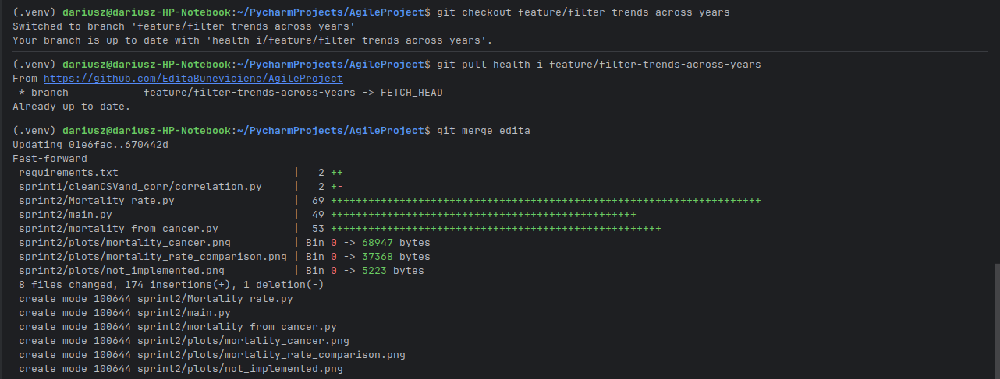 (.venv) dariusz@dariusz-HP-Notebook:~/PycharmProjects/AgileProject$ git checkout feature/filter-trends-across-years
Switched to branch 'feature/filter-trends-across-years'
Your branch is up to date with 'health_i/feature/filter-trends-across-years'.
(.venv) dariusz@dariusz-HP-Notebook:~/PycharmProjects/AgileProject$ git pull health_i feature/filter-trends-across-years
From https://github.com/EditaBuneviciene/AgileProject
 * branch            feature/filter-trends-across-years -> FETCH_HEAD
Already up to date.
(.venv) dariusz@dariusz-HP-Notebook:~/PycharmProjects/AgileProject$ git merge edita
Updating 01e6fac..670442d
Fast-forward
 requirements.txt                            |   2 ++
 sprint1/cleanCSVand_corr/correlation.py     |   2 +-
 sprint2/Mortality rate.py                   |  69 +++++++++++++++++++++++++++++++++++++++++++++++++++++++++++++++++++++
 sprint2/main.py                             |  49 +++++++++++++++++++++++++++++++++++++++++++++++++
 sprint2/mortality from cancer.py            |  53 +++++++++++++++++++++++++++++++++++++++++++++++++++++
 sprint2/plots/mortality_cancer.png          | Bin 0 -> 68947 bytes
 sprint2/plots/mortality_rate_comparison.png | Bin 0 -> 37368 bytes
 sprint2/plots/not_implemented.png           | Bin 0 -> 5223 bytes
 8 files changed, 174 insertions(+), 1 deletion(-)
 create mode 100644 sprint2/Mortality rate.py
 create mode 100644 sprint2/main.py
 create mode 100644 sprint2/mortality from cancer.py
 create mode 100644 sprint2/plots/mortality_cancer.png
 create mode 100644 sprint2/plots/mortality_rate_comparison.png
 create mode 100644 sprint2/plots/not_implemented.png